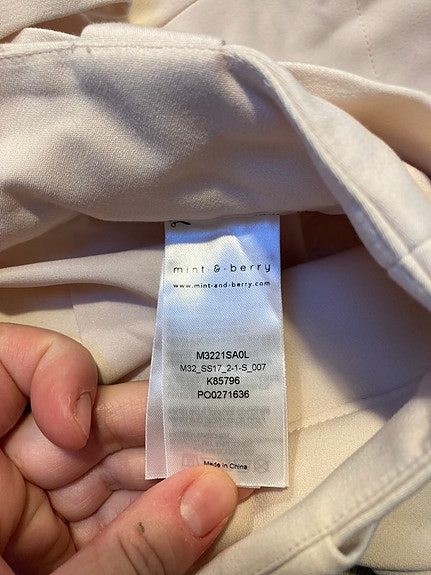 mint & berry
www.mint-and-berry.com
M3221SA0L
M32_SS17_2-1-S_007
K85796
PO0271636
Made in China